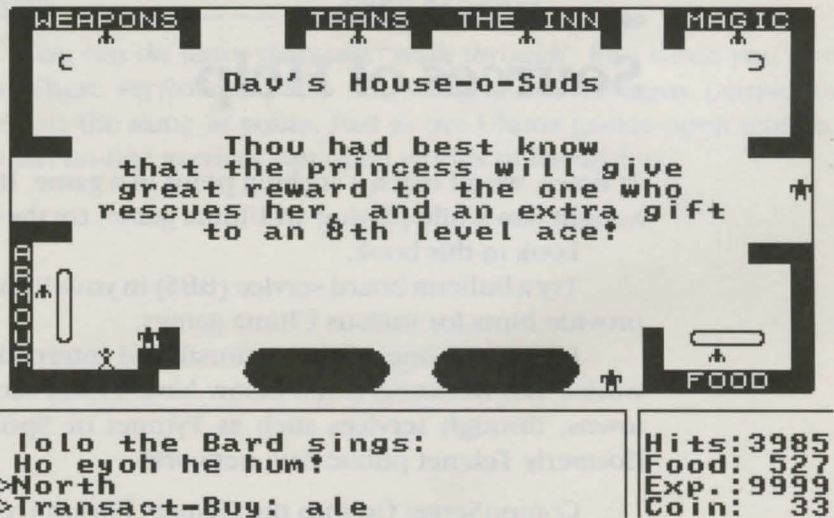 WEAPONS TRANS THE INN MAGIC
Dav's House of Suds
Thou had best know
that the princess will give
great reward to the one who
rescues her, and an extra gift
to an 8th level ace!
ARMOUR
FOOD
Iolo the Bard sings:
Ho eyoh he hum!
>North
>Transact-Buy: ale
Hits:3985
Food: 527
Exp.:9999
Coin: 33